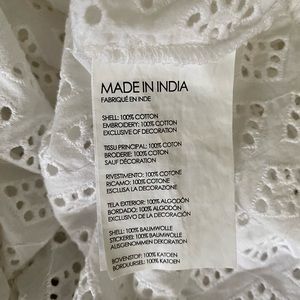 MADE IN INDIA
FABRIQUÉ EN INDE
SHELL: 100% COTTON
EMBROIDERY: 100% COTTON
EXCLUSIVE OF DECORATION
TISSU PRINCIPAL: 100% COTON
BRODERIE: 100% COTON
SAUF DÉCORATION
RIVESTIMENTO: 100% COTONE
RICAMO: 100% COTONE
ESCLUSA LA DECORAZIONE
TELA EXTERIOR: 100% ALGODÓN
BORDADO: 100% ALGODÓN
EXCLUSIVO DE LA DECORACIÓN
SHELL: 100% BAUMWOLLE
STICKEREI: 100% BAUMWOLLE
AUSGENOMMEN DEKORATION
BOVENSTOF: 100% KATOEN
BORDUURSEL: 100% KATOEN